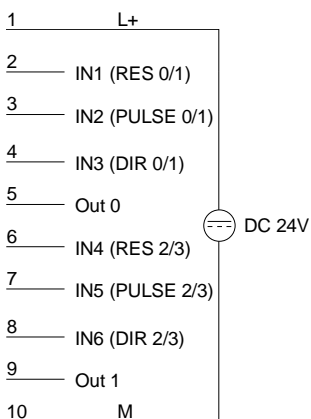 1 L+
2 IN1 (RES 0/1)
3 IN2 (PULSE 0/1)
4 IN3 (DIR 0/1)
5 Out 0
DC 24V
6 IN4 (RES 2/3)
7 IN5 (PULSE 2/3)
8 IN6 (DIR 2/3)
9 Out 1
10 M